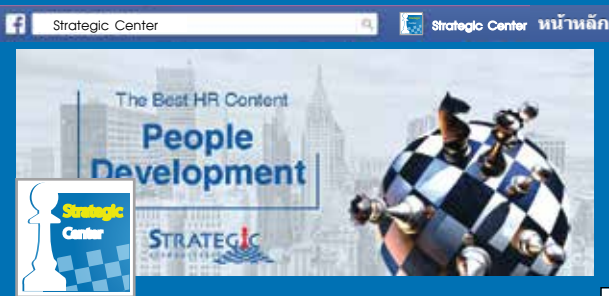 Strategic Center
Strategic Center หน้าหลัก
The Best HR Content
People
Development
Strategic
Center
STRATEGIC